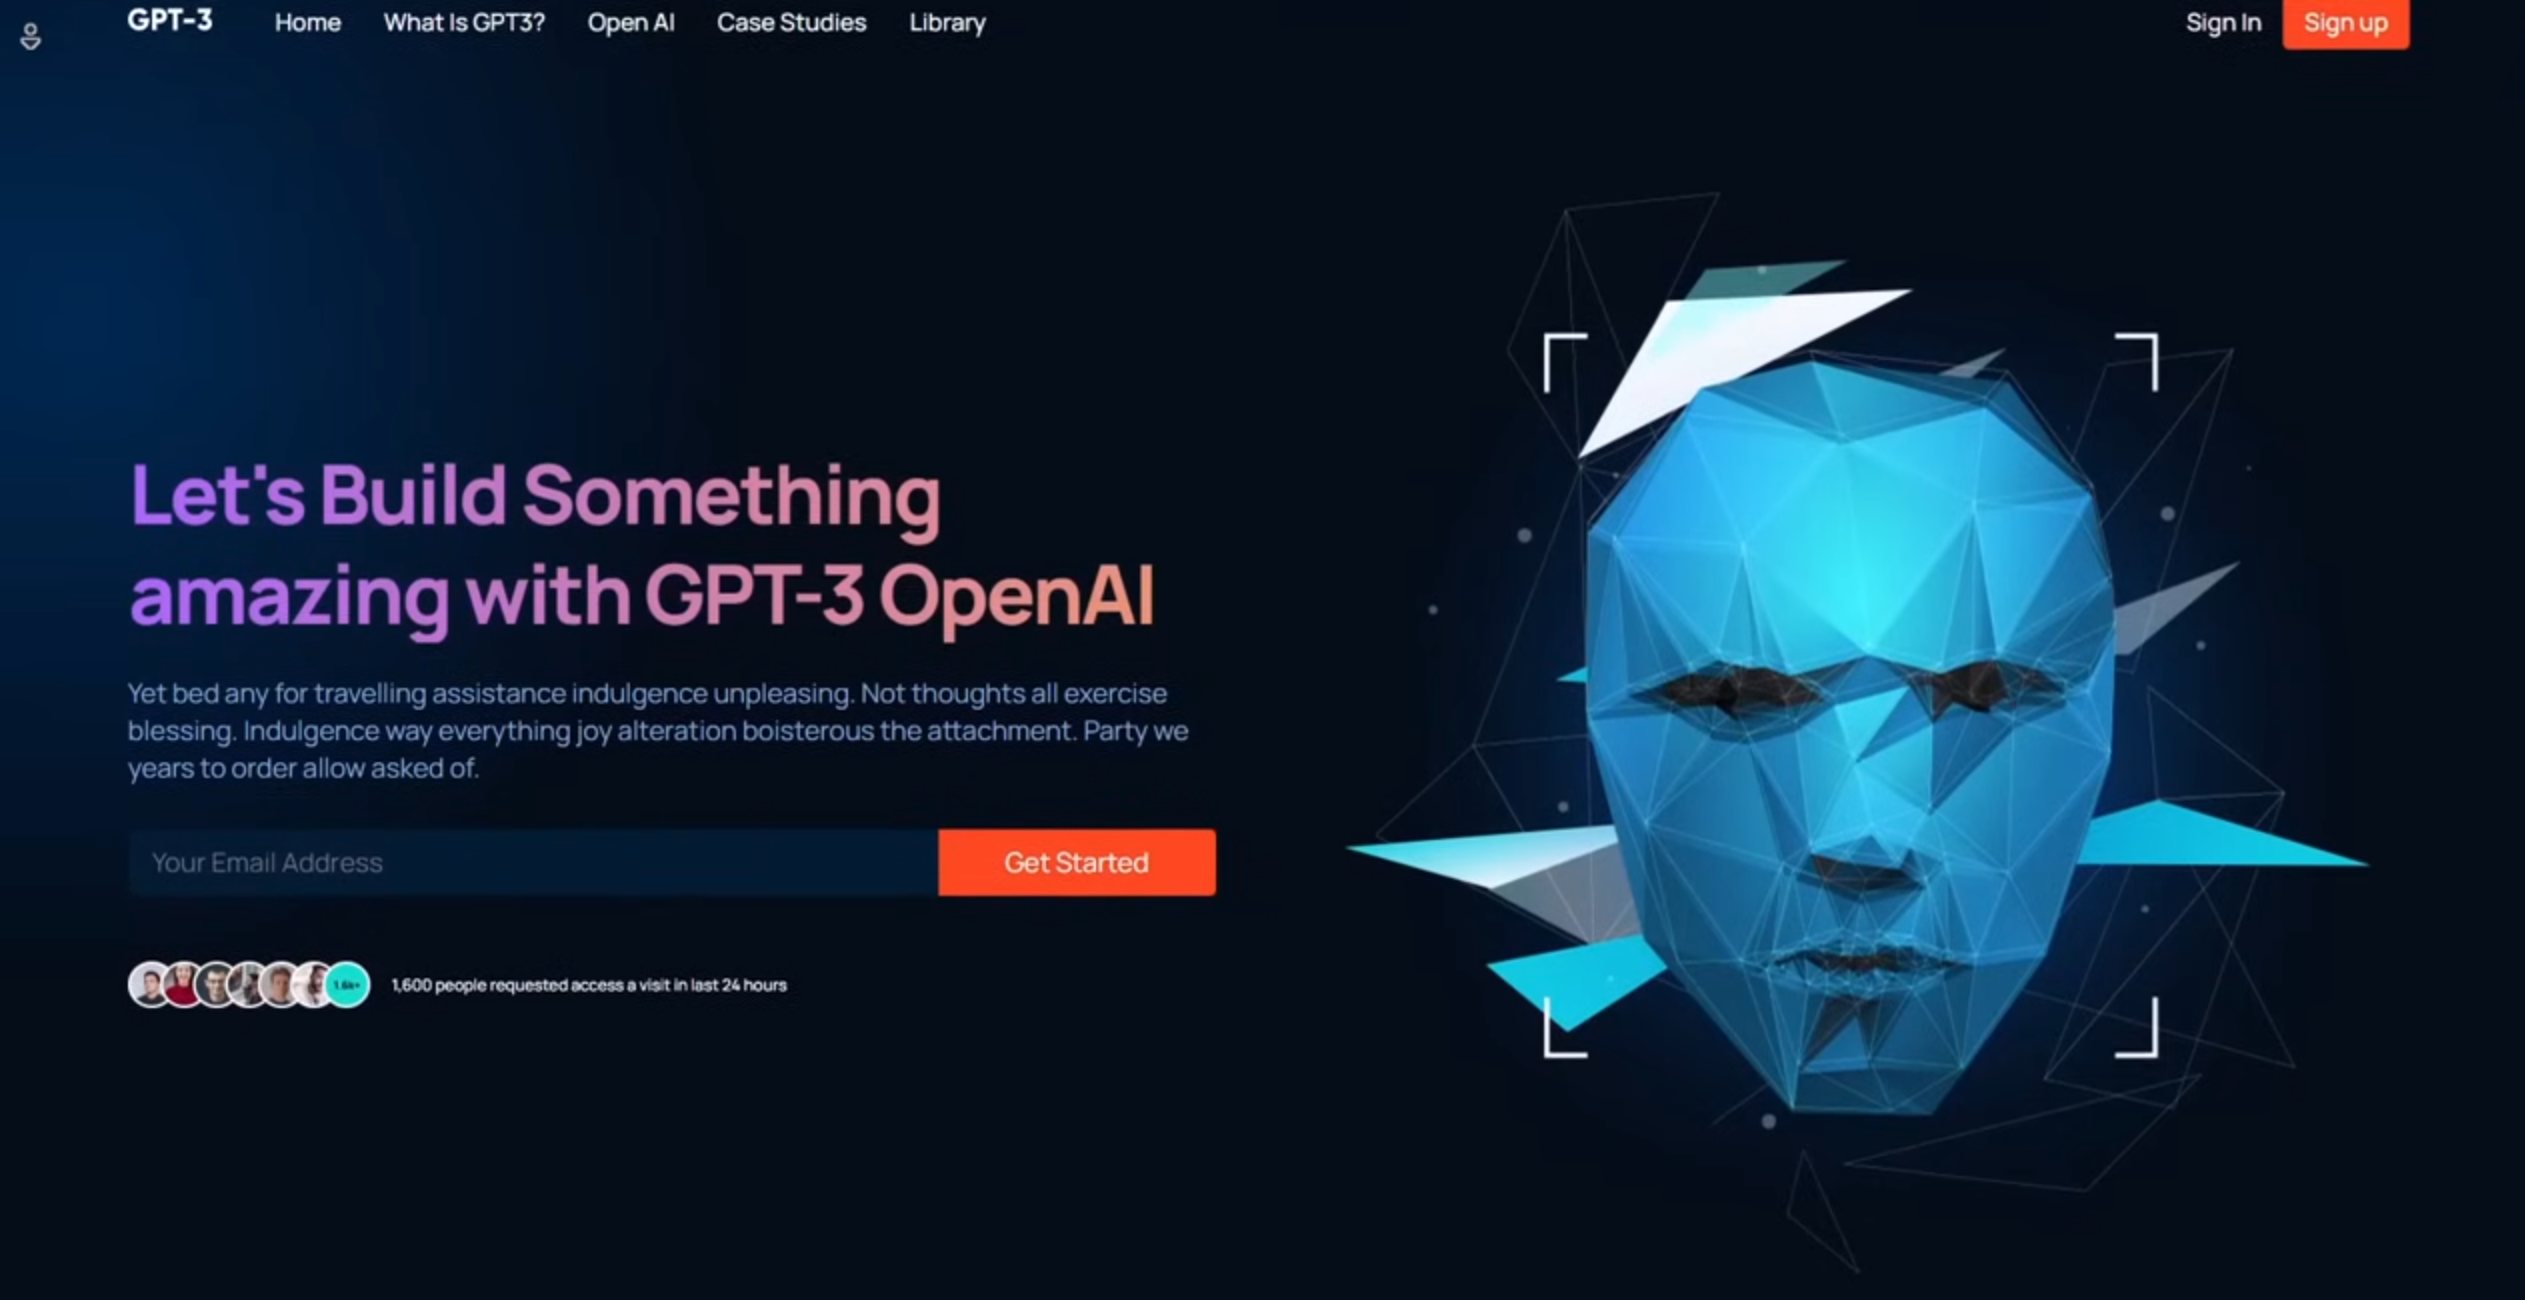 GPT-3 Home What Is GPT3? Open AI Case Studies Library Sign In Sign up
Let's Build Something
amazing with GPT-3 OpenAI
Yet bed any for travelling assistance indulgence unpleasing. Not thoughts all exercise
blessing. Indulgence way everything joy alteration boisterous the attachment. Party we
years to order allow asked of.
Your Email Address Get Started
1.6k+ 1,600 people requested access a visit in last 24 hours